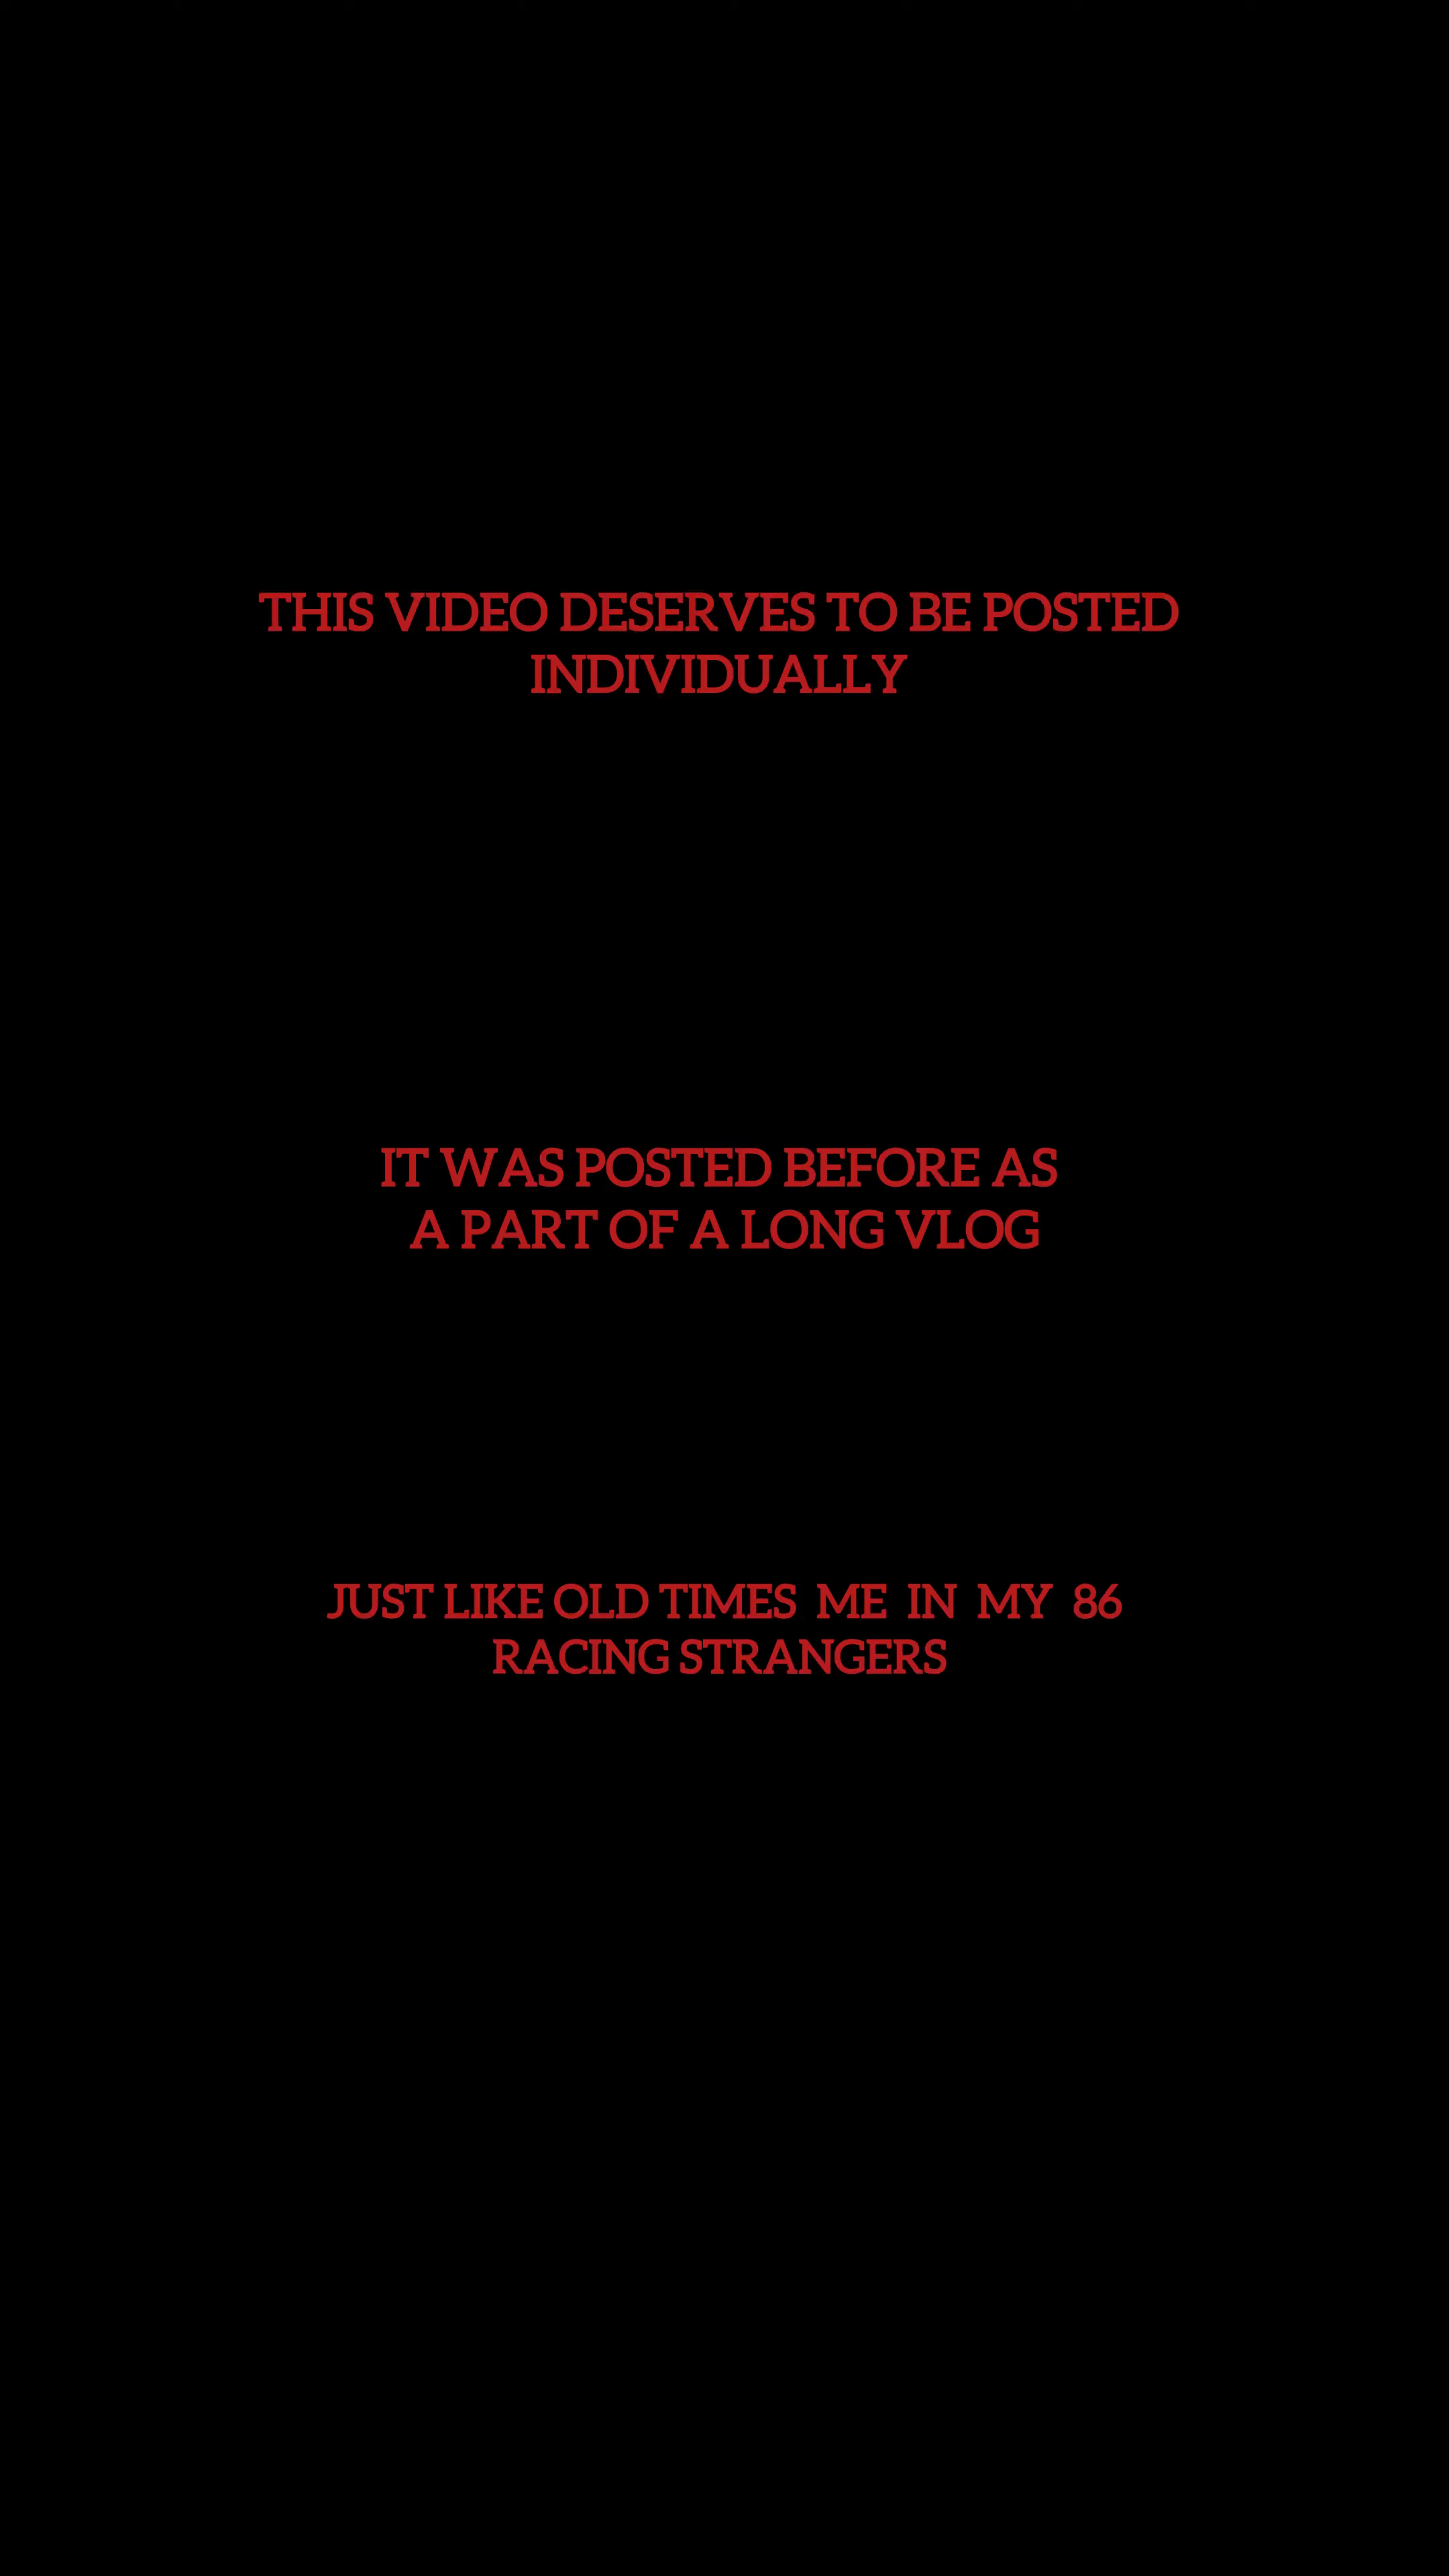 THIS VIDEO DESERVES TO BE POSTED
INDIVIDUALLY
IT WAS POSTED BEFORE AS
A PART OF A LONG VLOG
JUST LIKE OLD TIMES ME IN MY 86
RACING STRANGERS